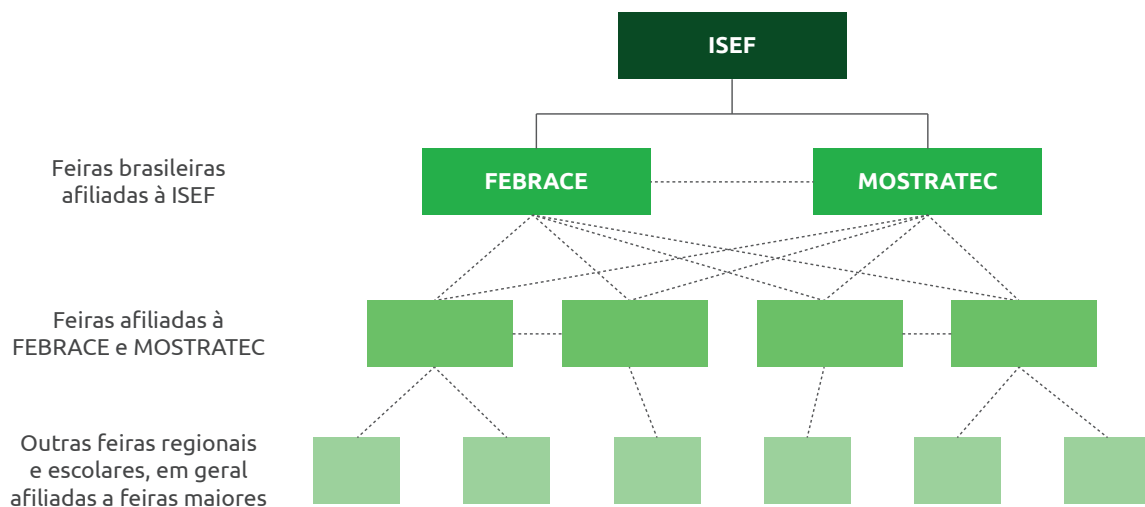 ISEF
Feiras brasileiras
afiliadas à ISEF
FEBRACE
MOSTRATEC
Feiras afiliadas à
FEBRACE e MOSTRATEC
Outras feiras regionais
e escolares, em geral
afiliadas a feiras maiores